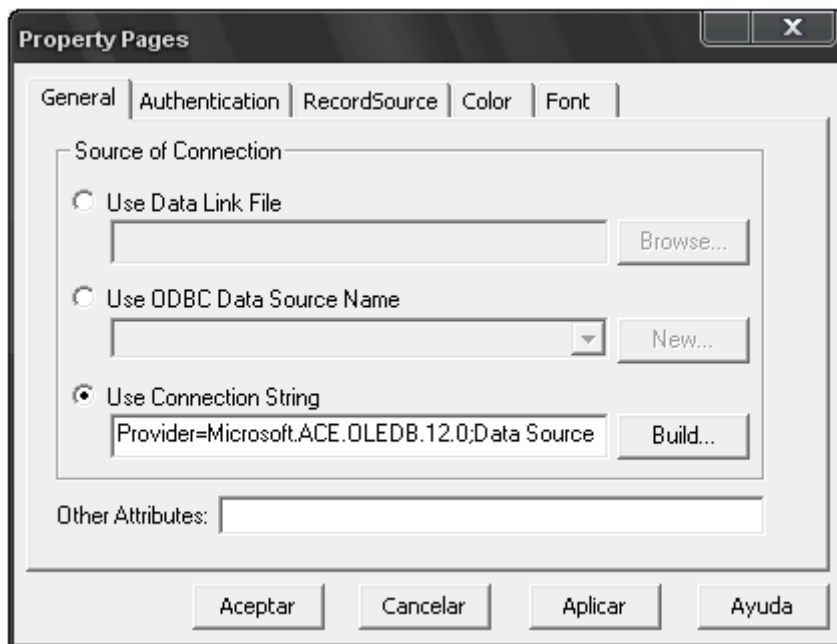 Property Pages
X
General Authentication RecordSource Color Font
Source of Connection
Use Data Link File
Browse...
Use ODBC Data Source Name
New...
Use Connection String
Provider=Microsoft.ACE.OLEDB.12.0;Data Source
Build...
Other Attributes:
Aceptar Cancelar Aplicar Ayuda